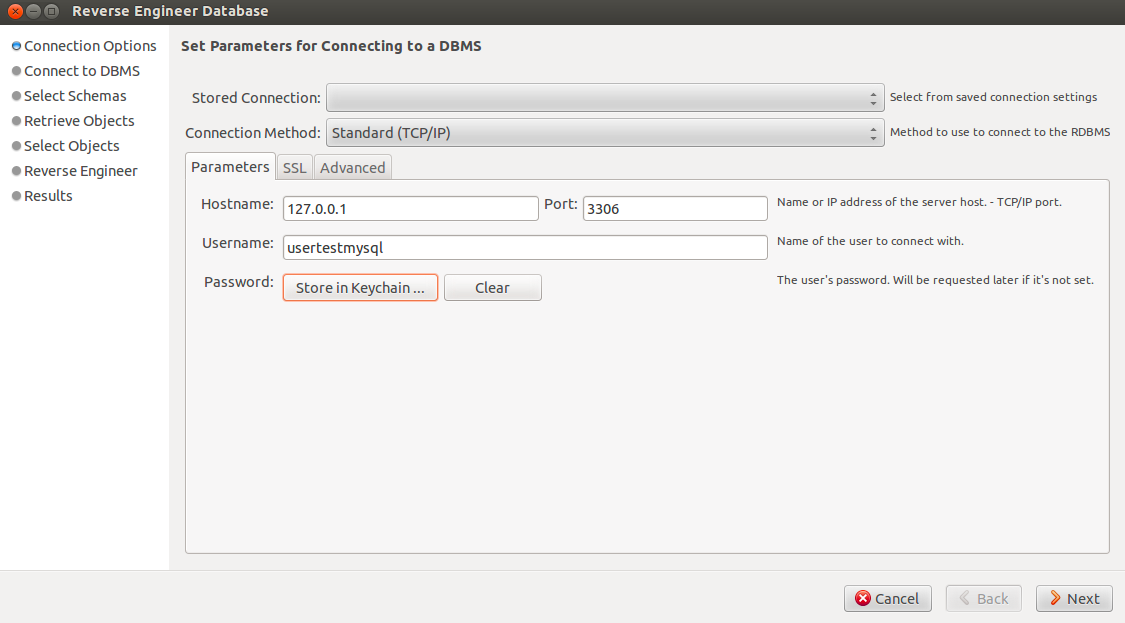 Reverse Engineer Database
Connection Options
Connect to DBMS
Select Schemas
Retrieve Objects
Select Objects
Reverse Engineer
Results
Set Parameters for Connecting to a DBMS
Stored Connection: Select from saved connection settings
Connection Method: Standard (TCP/IP) Method to use to connect to the RDBMS
Parameters SSL Advanced
Hostname: 127.0.0.1 Port: 3306 Name or IP address of the server host. - TCP/IP port.
Username: usertestmysql Name of the user to connect with.
Password: Store in Keychain ... Clear The user's password. Will be requested later if it's not set.
Cancel Back Next